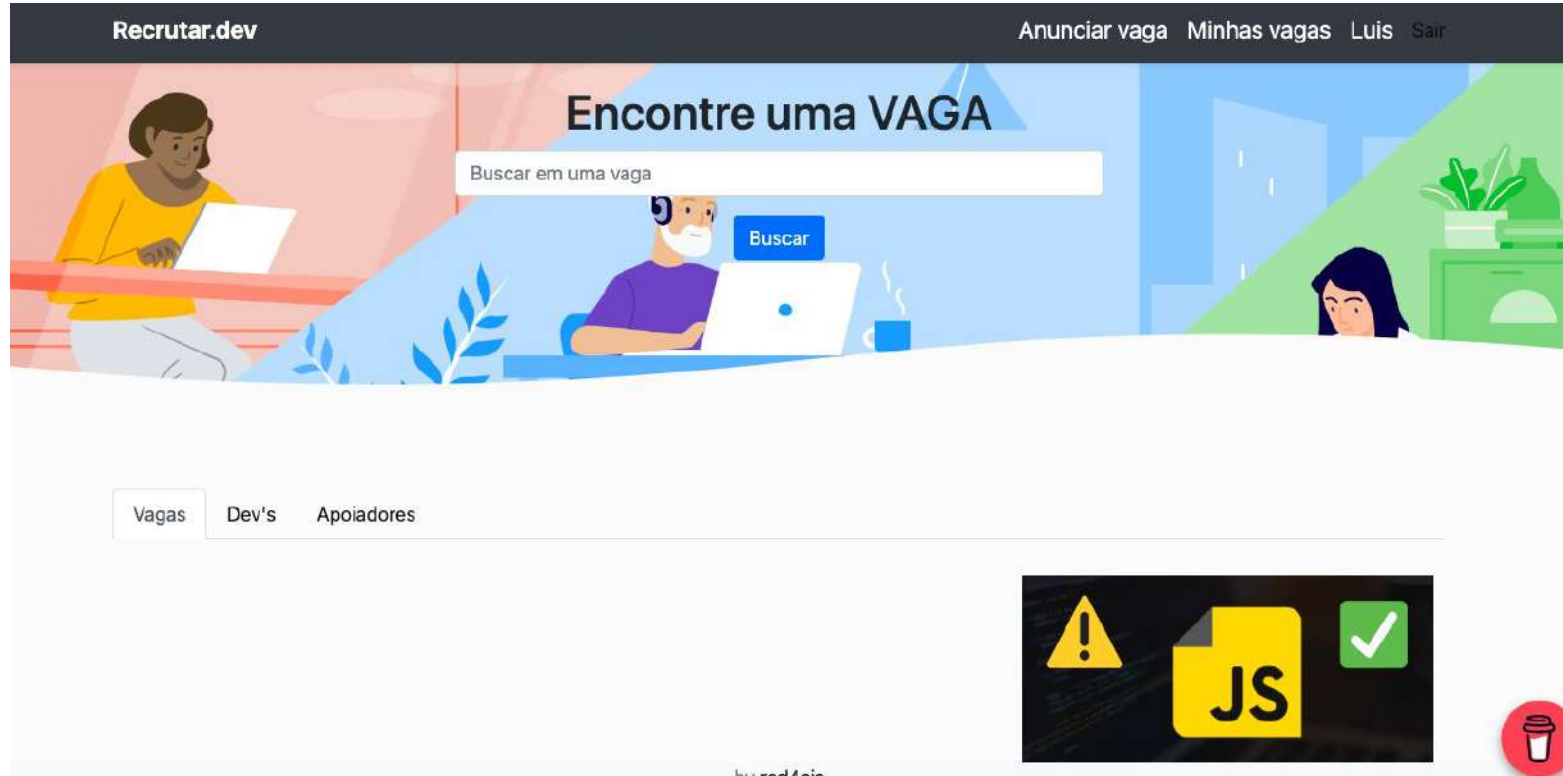 Recrutar.dev
Anunciar vaga Minhas vagas Luis Sair
Encontre uma VAGA
Buscar em uma vaga
Buscar
Vagas Dev's Apoiadores
JS
by